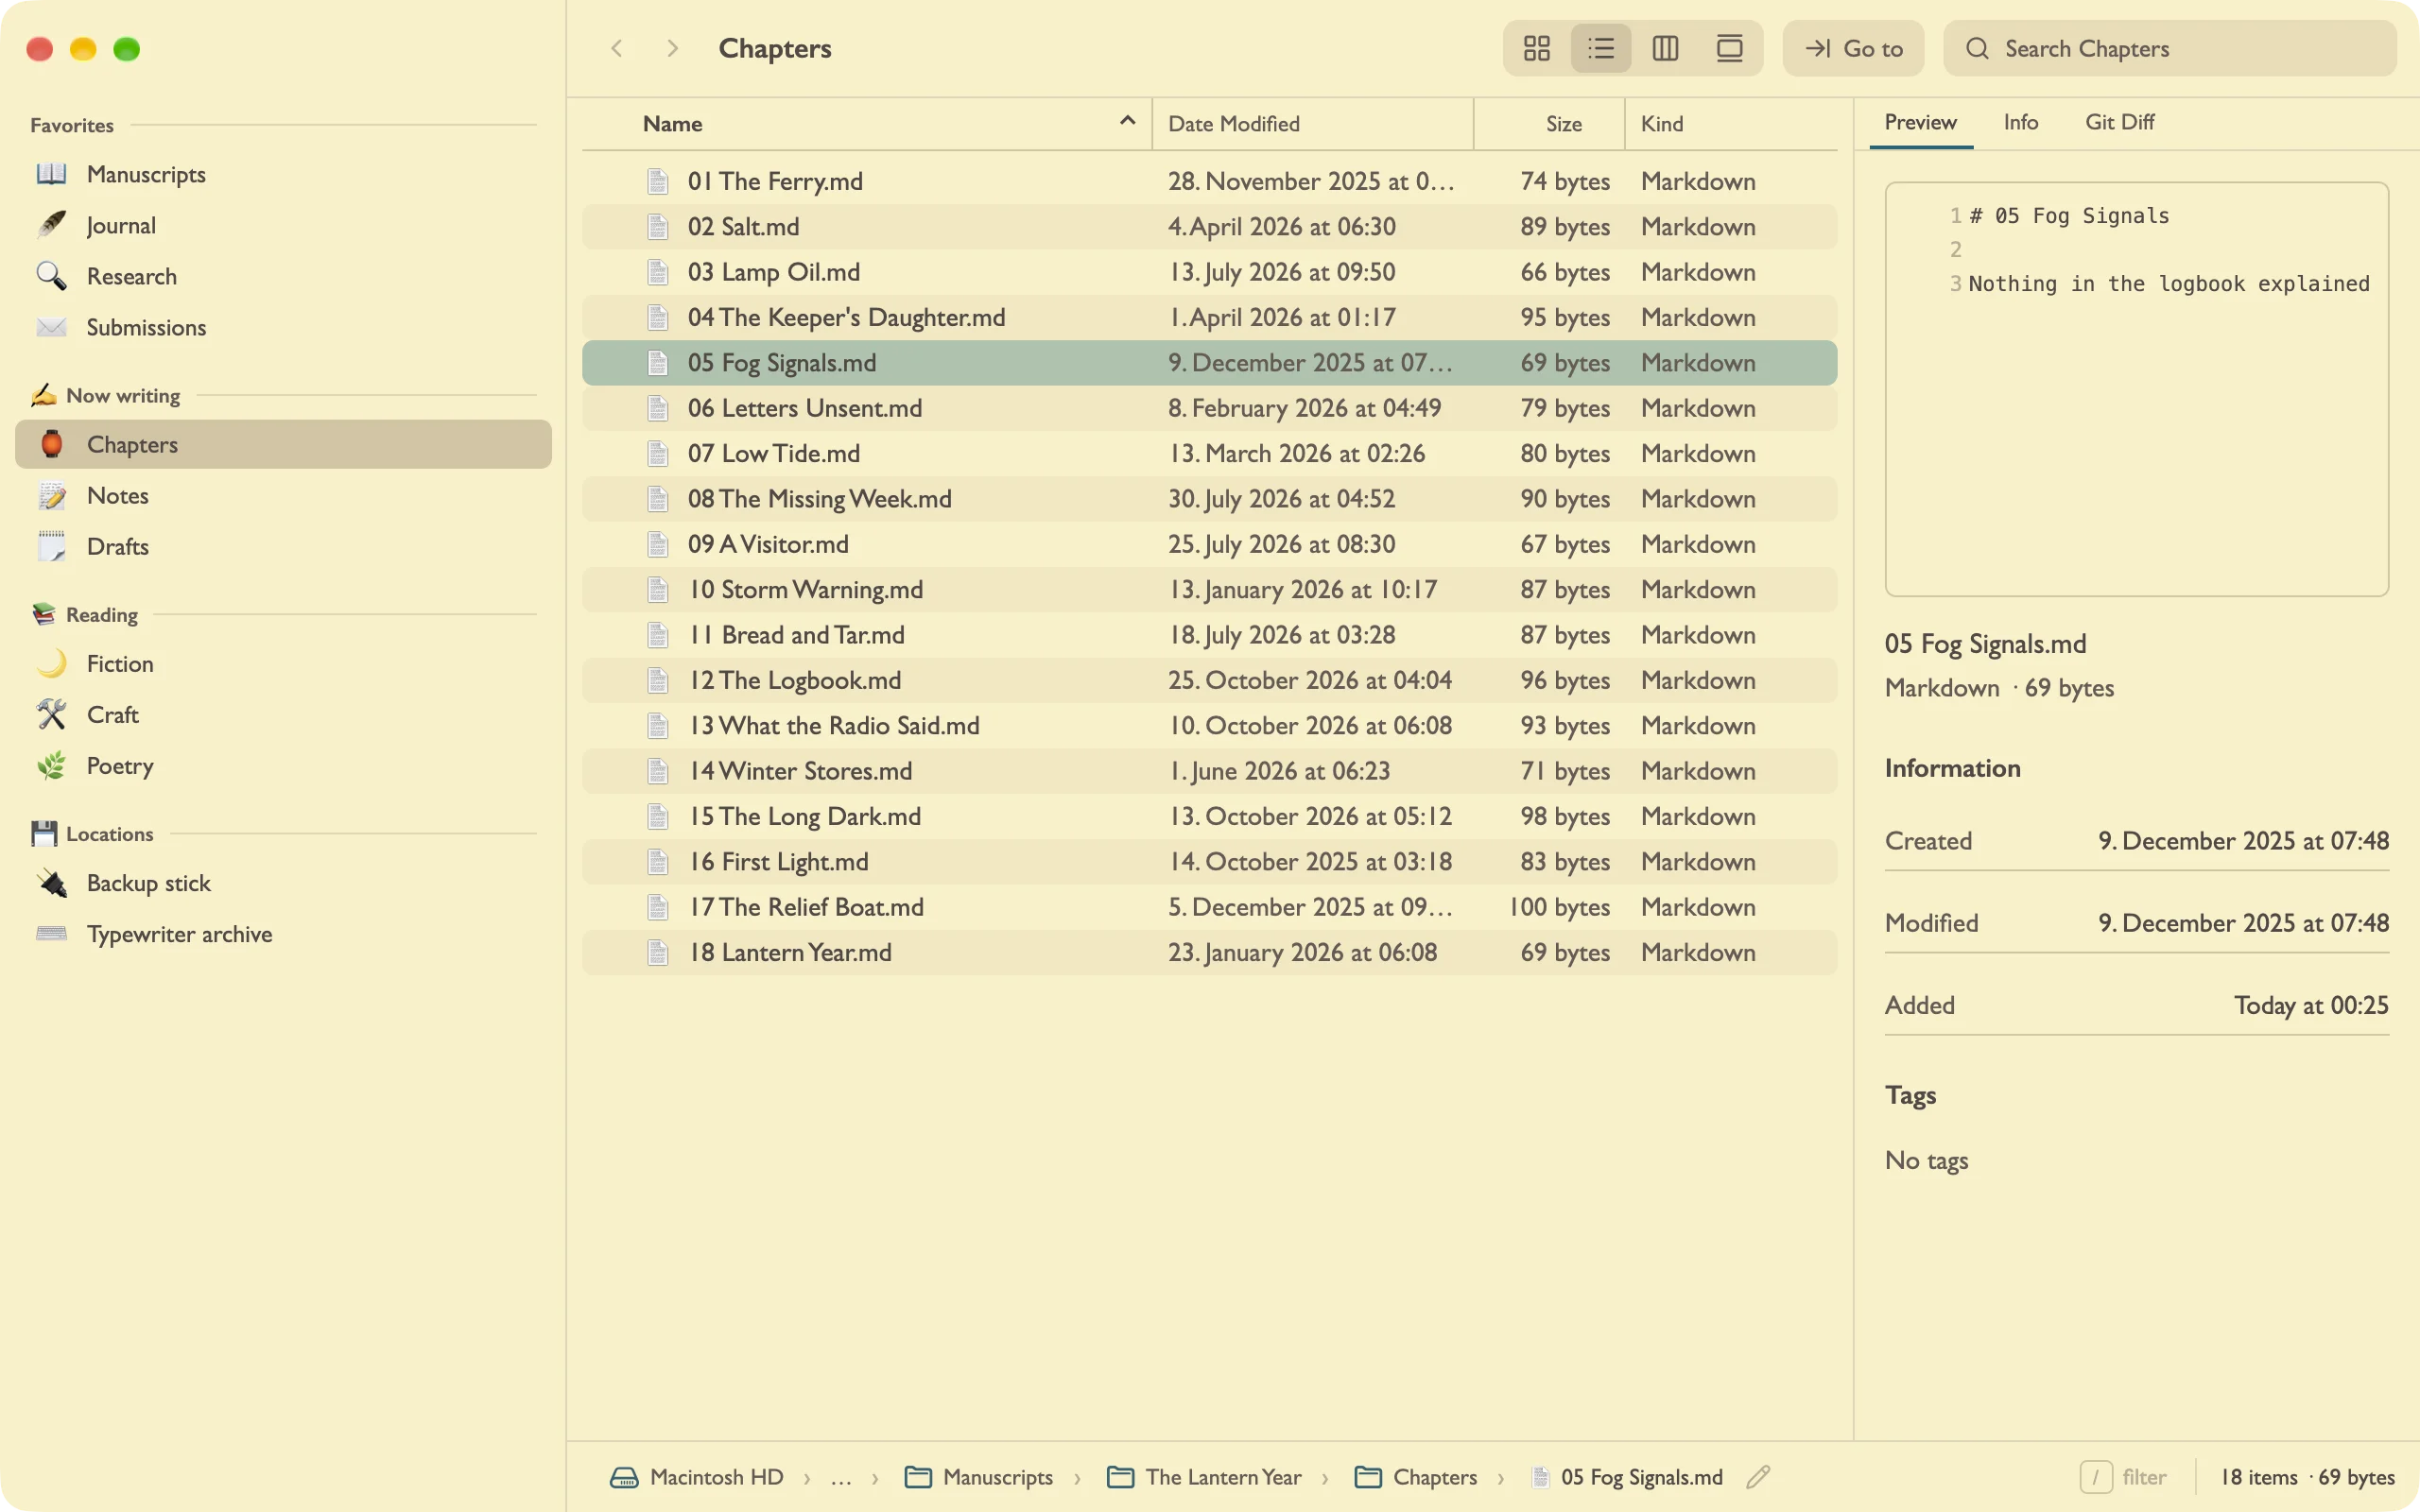 Favorites
Manuscripts
Journal
Research
Submissions
Now writing
Chapters
Notes
Drafts
Reading
Fiction
Craft
Poetry
Locations
Backup stick
Typewriter archive
Chapters
Go to
Search Chapters
Name Date Modified Size Kind
01 The Ferry.md 28. November 2025 at 0… 74 bytes Markdown
02 Salt.md 4. April 2026 at 06:30 89 bytes Markdown
03 Lamp Oil.md 13. July 2026 at 09:50 66 bytes Markdown
04 The Keeper's Daughter.md 1. April 2026 at 01:17 95 bytes Markdown
05 Fog Signals.md 9. December 2025 at 07… 69 bytes Markdown
06 Letters Unsent.md 8. February 2026 at 04:49 79 bytes Markdown
07 Low Tide.md 13. March 2026 at 02:26 80 bytes Markdown
08 The Missing Week.md 30. July 2026 at 04:52 90 bytes Markdown
09 A Visitor.md 25. July 2026 at 08:30 67 bytes Markdown
10 Storm Warning.md 13. January 2026 at 10:17 87 bytes Markdown
11 Bread and Tar.md 18. July 2026 at 03:28 87 bytes Markdown
12 The Logbook.md 25. October 2026 at 04:04 96 bytes Markdown
13 What the Radio Said.md 10. October 2026 at 06:08 93 bytes Markdown
14 Winter Stores.md 1. June 2026 at 06:23 71 bytes Markdown
15 The Long Dark.md 13. October 2026 at 05:12 98 bytes Markdown
16 First Light.md 14. October 2025 at 03:18 83 bytes Markdown
17 The Relief Boat.md 5. December 2025 at 09… 100 bytes Markdown
18 Lantern Year.md 23. January 2026 at 06:08 69 bytes Markdown
Preview Info Git Diff
1 # 05 Fog Signals
2
3 Nothing in the logbook explained
05 Fog Signals.md
Markdown · 69 bytes
Information
Created 9. December 2025 at 07:48
Modified 9. December 2025 at 07:48
Added Today at 00:25
Tags
No tags
Macintosh HD › … › Manuscripts › The Lantern Year › Chapters › 05 Fog Signals.md
/ filter
18 items · 69 bytes